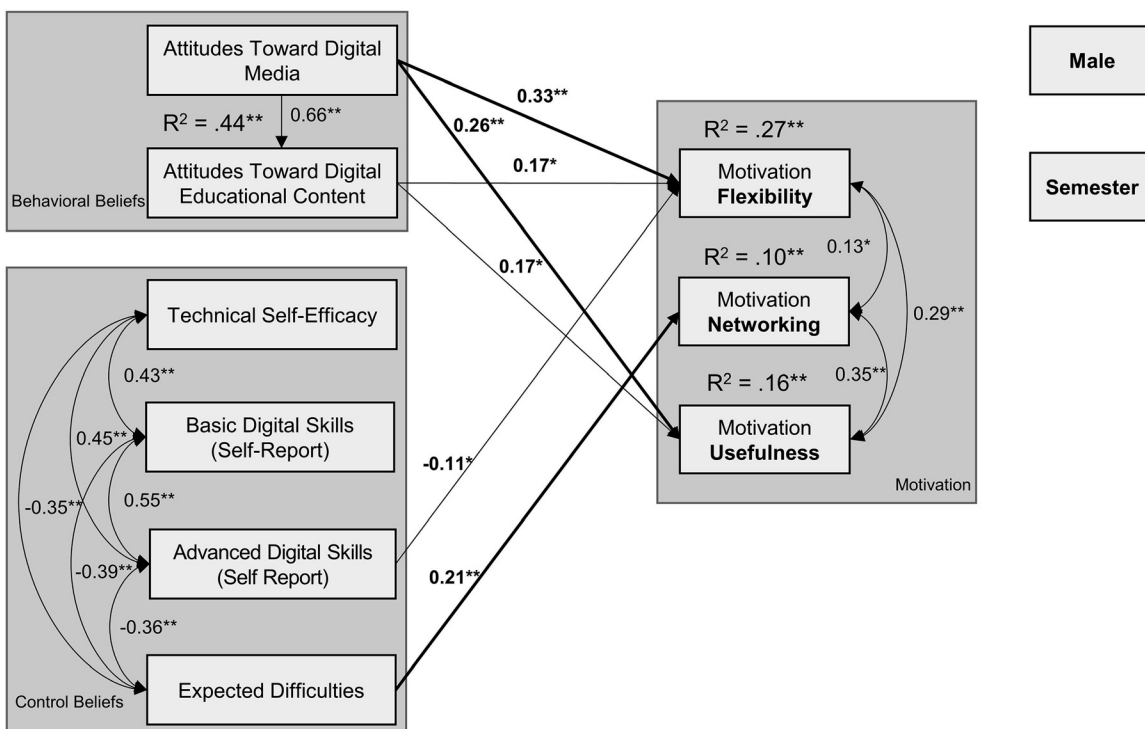 Attitudes Toward Digital
Media
R² = .44**
0.66**
Attitudes Toward Digital
Educational Content
Behavioral Beliefs
Technical Self-Efficacy
0.43**
Basic Digital Skills
(Self-Report)
0.45**
-0.35**
0.55**
Advanced Digital Skills
(Self Report)
-0.39**
-0.36**
Expected Difficulties
Control Beliefs
0.33**
0.26**
0.17*
0.17*
-0.11*
0.21**
R² = .27**
Motivation
Flexibility
0.13*
R² = .10**
Motivation
Networking
0.29**
0.35**
R² = .16**
Motivation
Usefulness
Motivation
Male
Semester